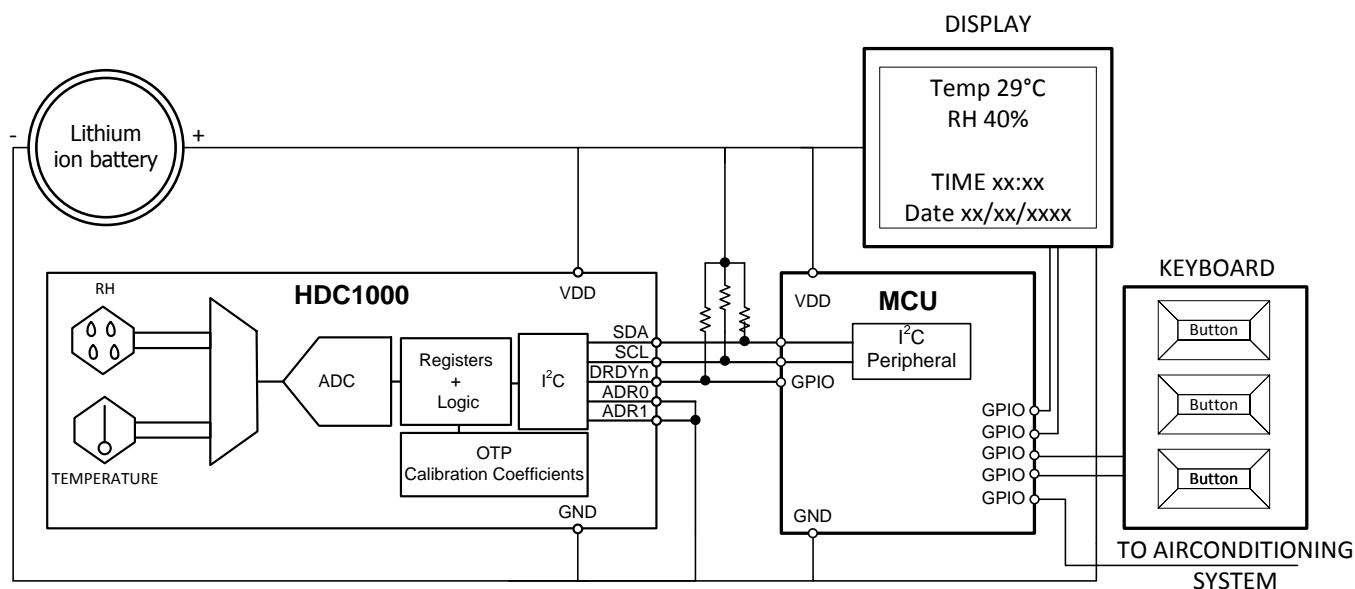 DISPLAY
Temp 29°C
RH 40%
TIME xx:xx
Date xx/xx/xxxx
-
Lithium
ion battery
+
KEYBOARD
Button
Button
Button
RH
HDC1000
VDD
TEMPERATURE
ADC
Registers
+
Logic
OTP
Calibration Coefficients
I²C
SDA
SCL
DRDYn
ADR0
ADR1
GND
VDD
MCU
I²C
Peripheral
GPIO
GPIO
GPIO
GPIO
GPIO
GPIO
GND
TO AIRCONDITIONING
SYSTEM